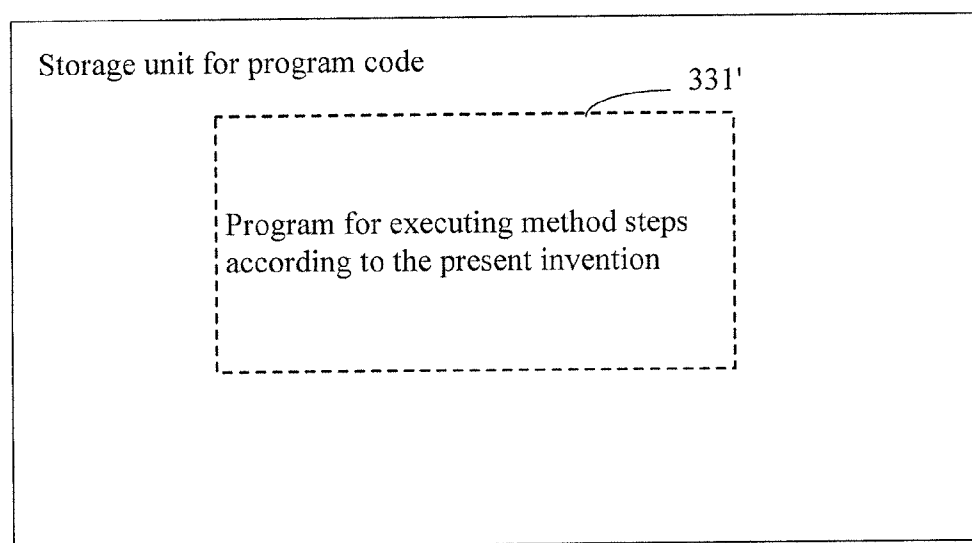 Storage unit for program code
331'
Program for executing method steps
according to the present invention